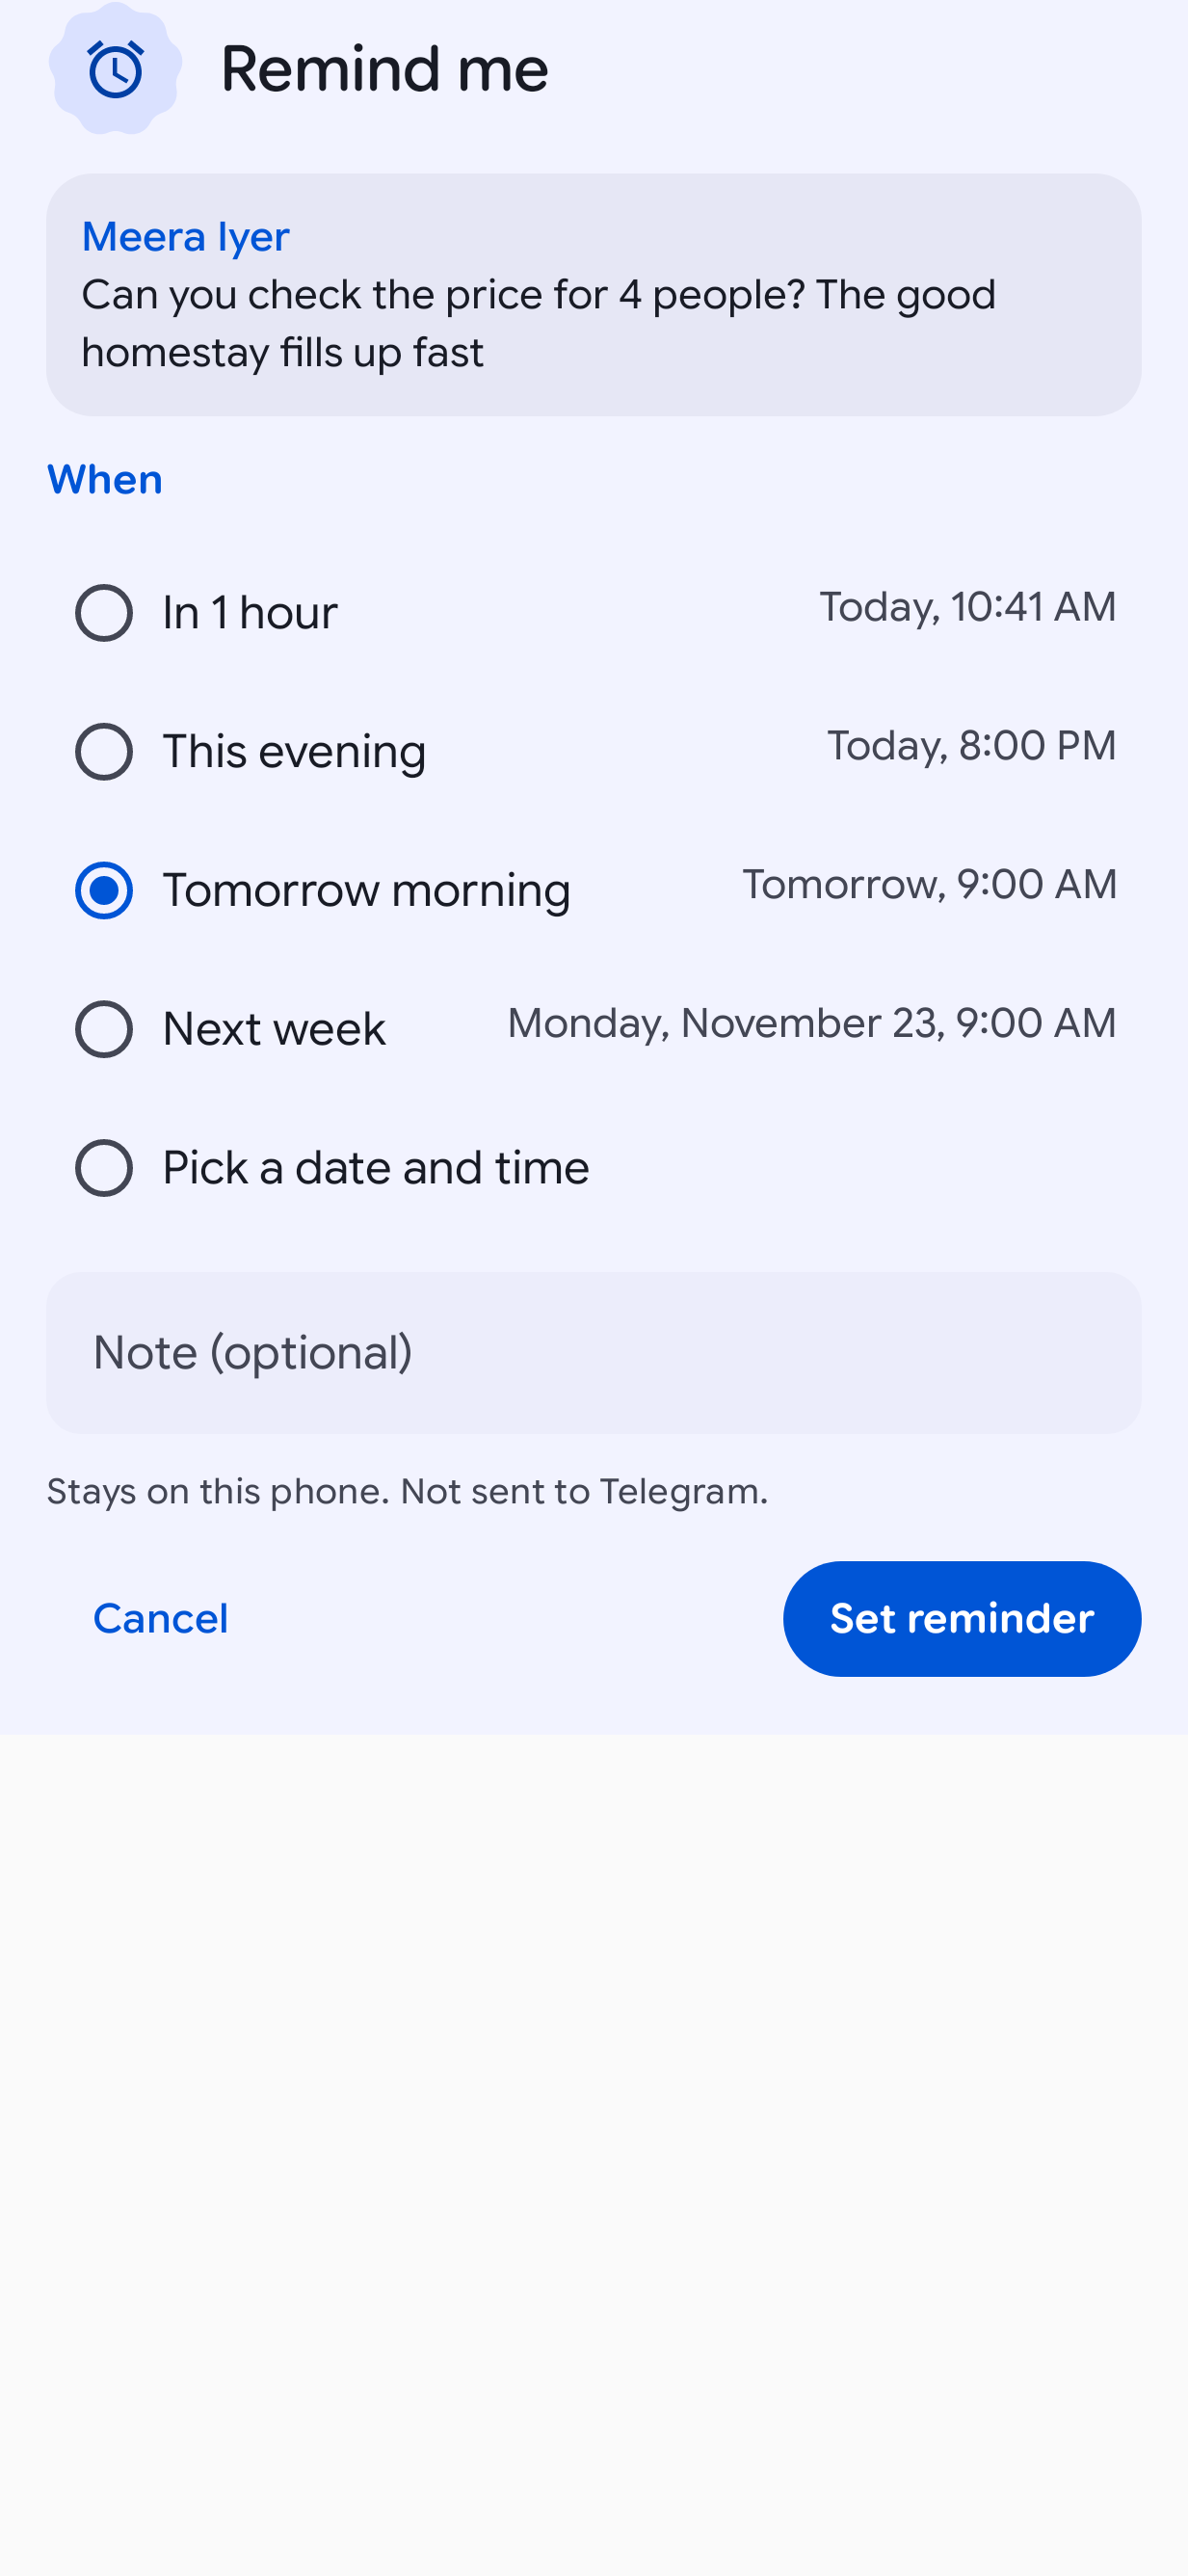 Remind me
Meera Iyer
Can you check the price for 4 people? The good
homestay fills up fast
When
In 1 hour Today, 10:41 AM
This evening Today, 8:00 PM
Tomorrow morning Tomorrow, 9:00 AM
Next week Monday, November 23, 9:00 AM
Pick a date and time
Note (optional)
Stays on this phone. Not sent to Telegram.
Cancel Set reminder